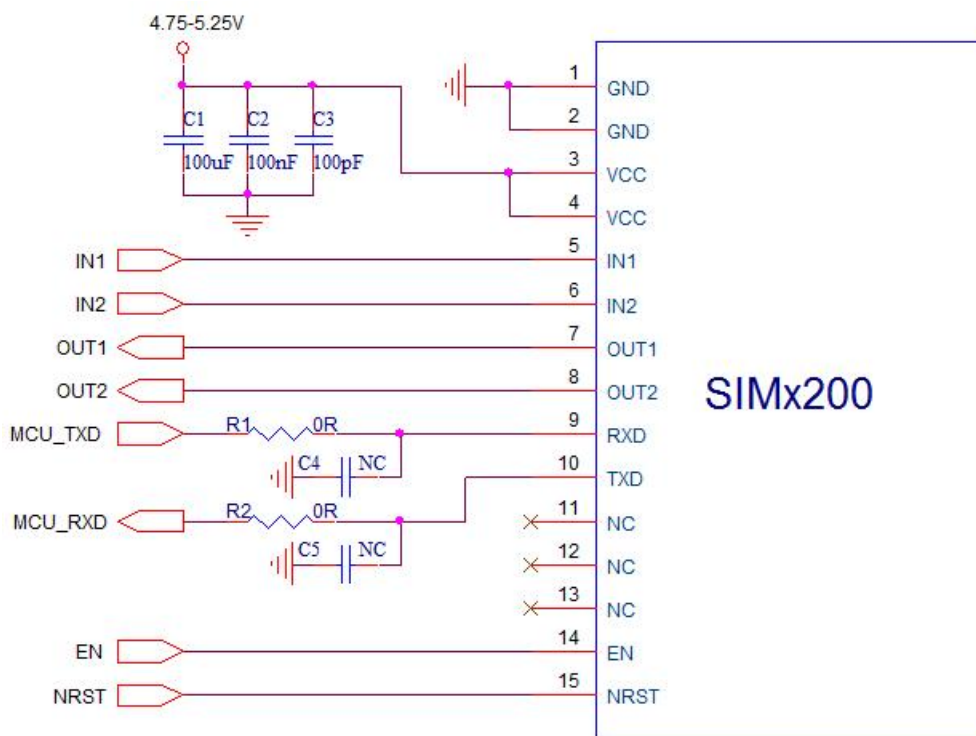 4.75-5.25V
C1 C2 C3
100uF 100nF 100pF
1 GND
2 GND
3 VCC
4 VCC
IN1 5 IN1
IN2 6 IN2
OUT1 7 OUT1
OUT2 8 OUT2
SIMx200
MCU_TXD R1 0R 9 RXD
C4 NC
10 TXD
MCU_RXD R2 0R 11 NC
C5 NC
12 NC
13 NC
EN 14 EN
NRST 15 NRST